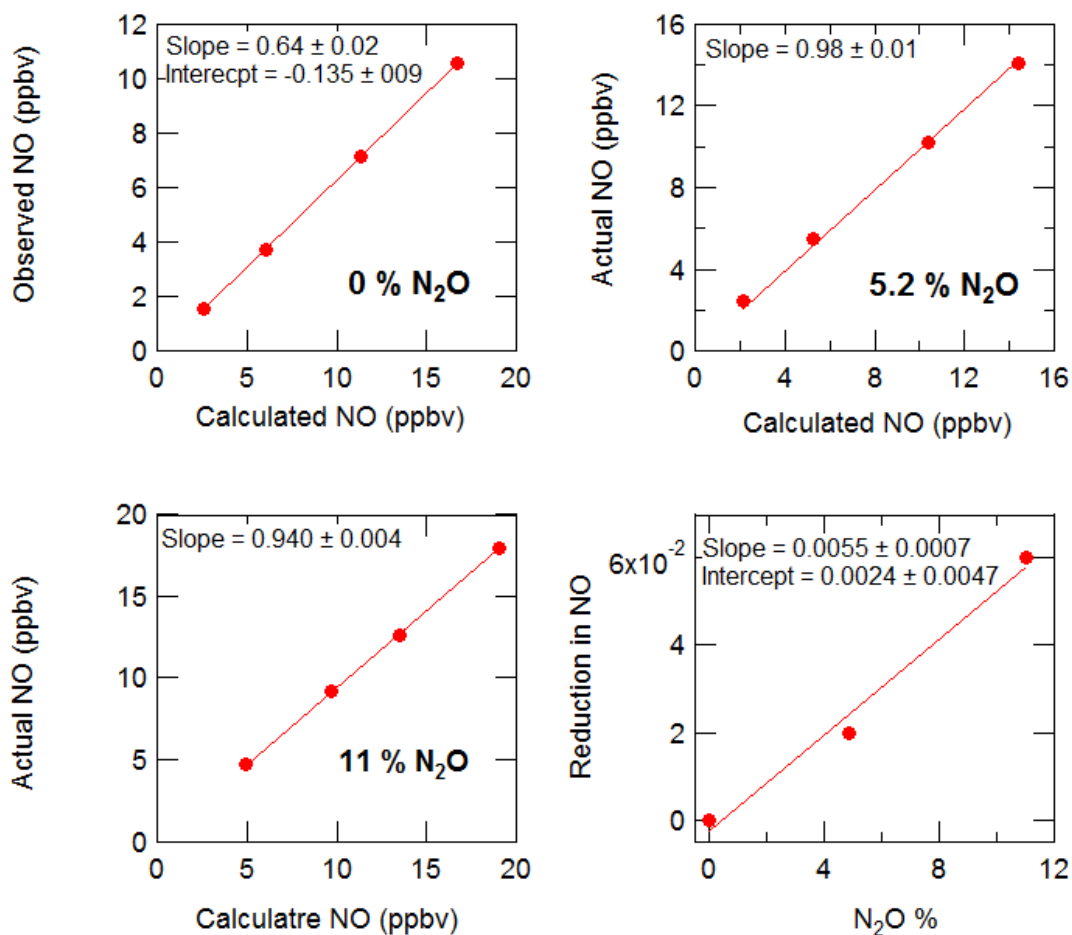 Observed NO (ppbv)
12
10
8
6
4
2
0
Slope = 0.64 ± 0.02
Interecpt = -0.135 ± 009
0 % N₂O
0
5
10
15
20
Calculated NO (ppbv)
Actual NO (ppbv)
16
12
8
4
0
Slope = 0.98 ± 0.01
5.2 % N₂O
0
4
8
12
16
Calculated NO (ppbv)
Actual NO (ppbv)
20
15
10
5
0
Slope = 0.940 ± 0.004
11 % N₂O
0
5
10
15
20
Calculatre NO (ppbv)
Reduction in NO
6x10⁻²
4
2
0
Slope = 0.0055 ± 0.0007
Intercept = 0.0024 ± 0.0047
0
4
8
12
N₂O %